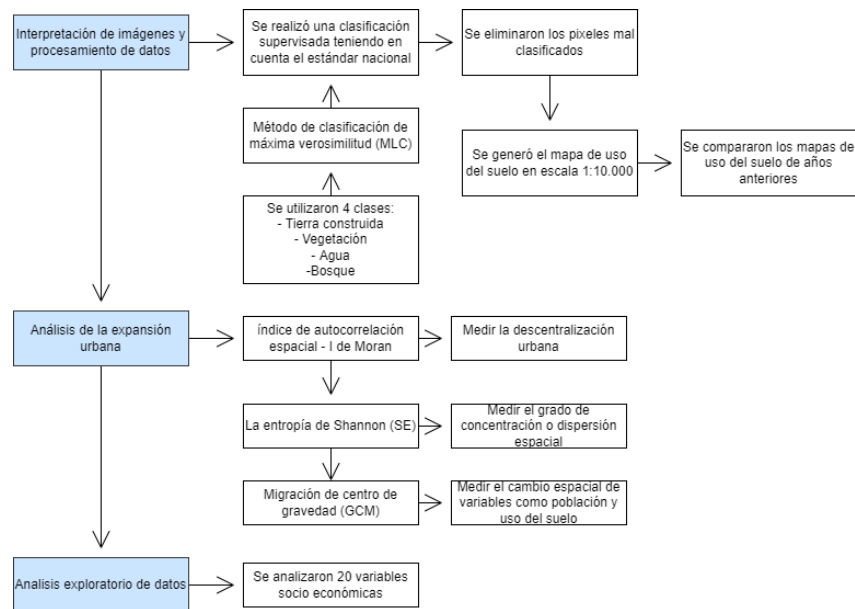 Interpretación de imágenes y
procesamiento de datos
Se realizó una clasificación
supervisada teniendo en
cuenta el estándar nacional
Se eliminaron los pixeles mal
clasificados
Método de clasificación de
máxima verosimilitud (MLC)
Se generó el mapa de uso
del suelo en escala 1:10.000
Se compararon los mapas de
uso del suelo de años
anteriores
Se utilizaron 4 clases:
- Tierra construida
- Vegetación
- Agua
-Bosque
Análisis de la expansión
urbana
índice de autocorrelación
espacial - I de Moran
Medir la descentralización
urbana
La entropía de Shannon (SE)
Medir el grado de
concentración o dispersión
espacial
Migración de centro de
gravedad (GCM)
Medir el cambio espacial de
variables como población y
uso del suelo
Analisis exploratorio de datos
Se analizaron 20 variables
socio económicas